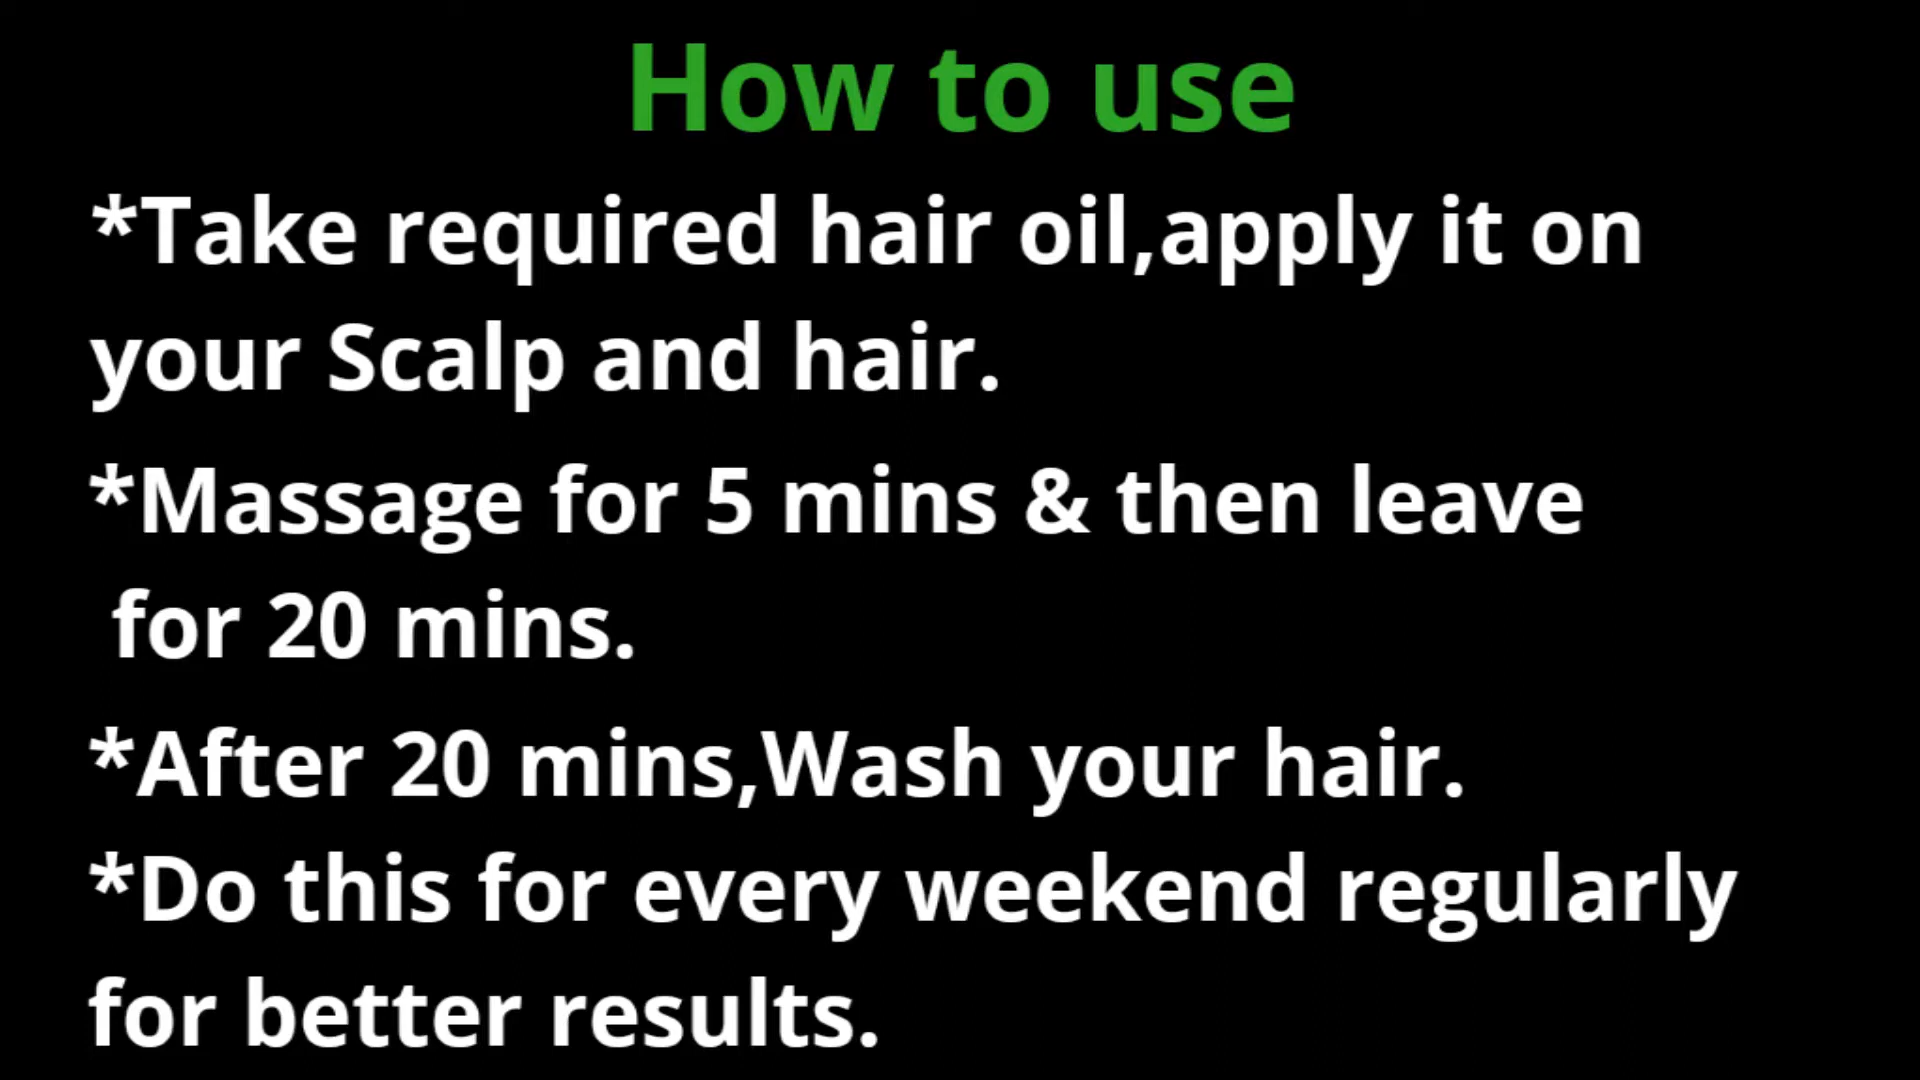 How to use
*Take required hair oil,apply it on
your Scalp and hair.
*Massage for 5 mins & then leave
for 20 mins.
*After 20 mins,Wash your hair.
*Do this for every weekend regularly
for better results.